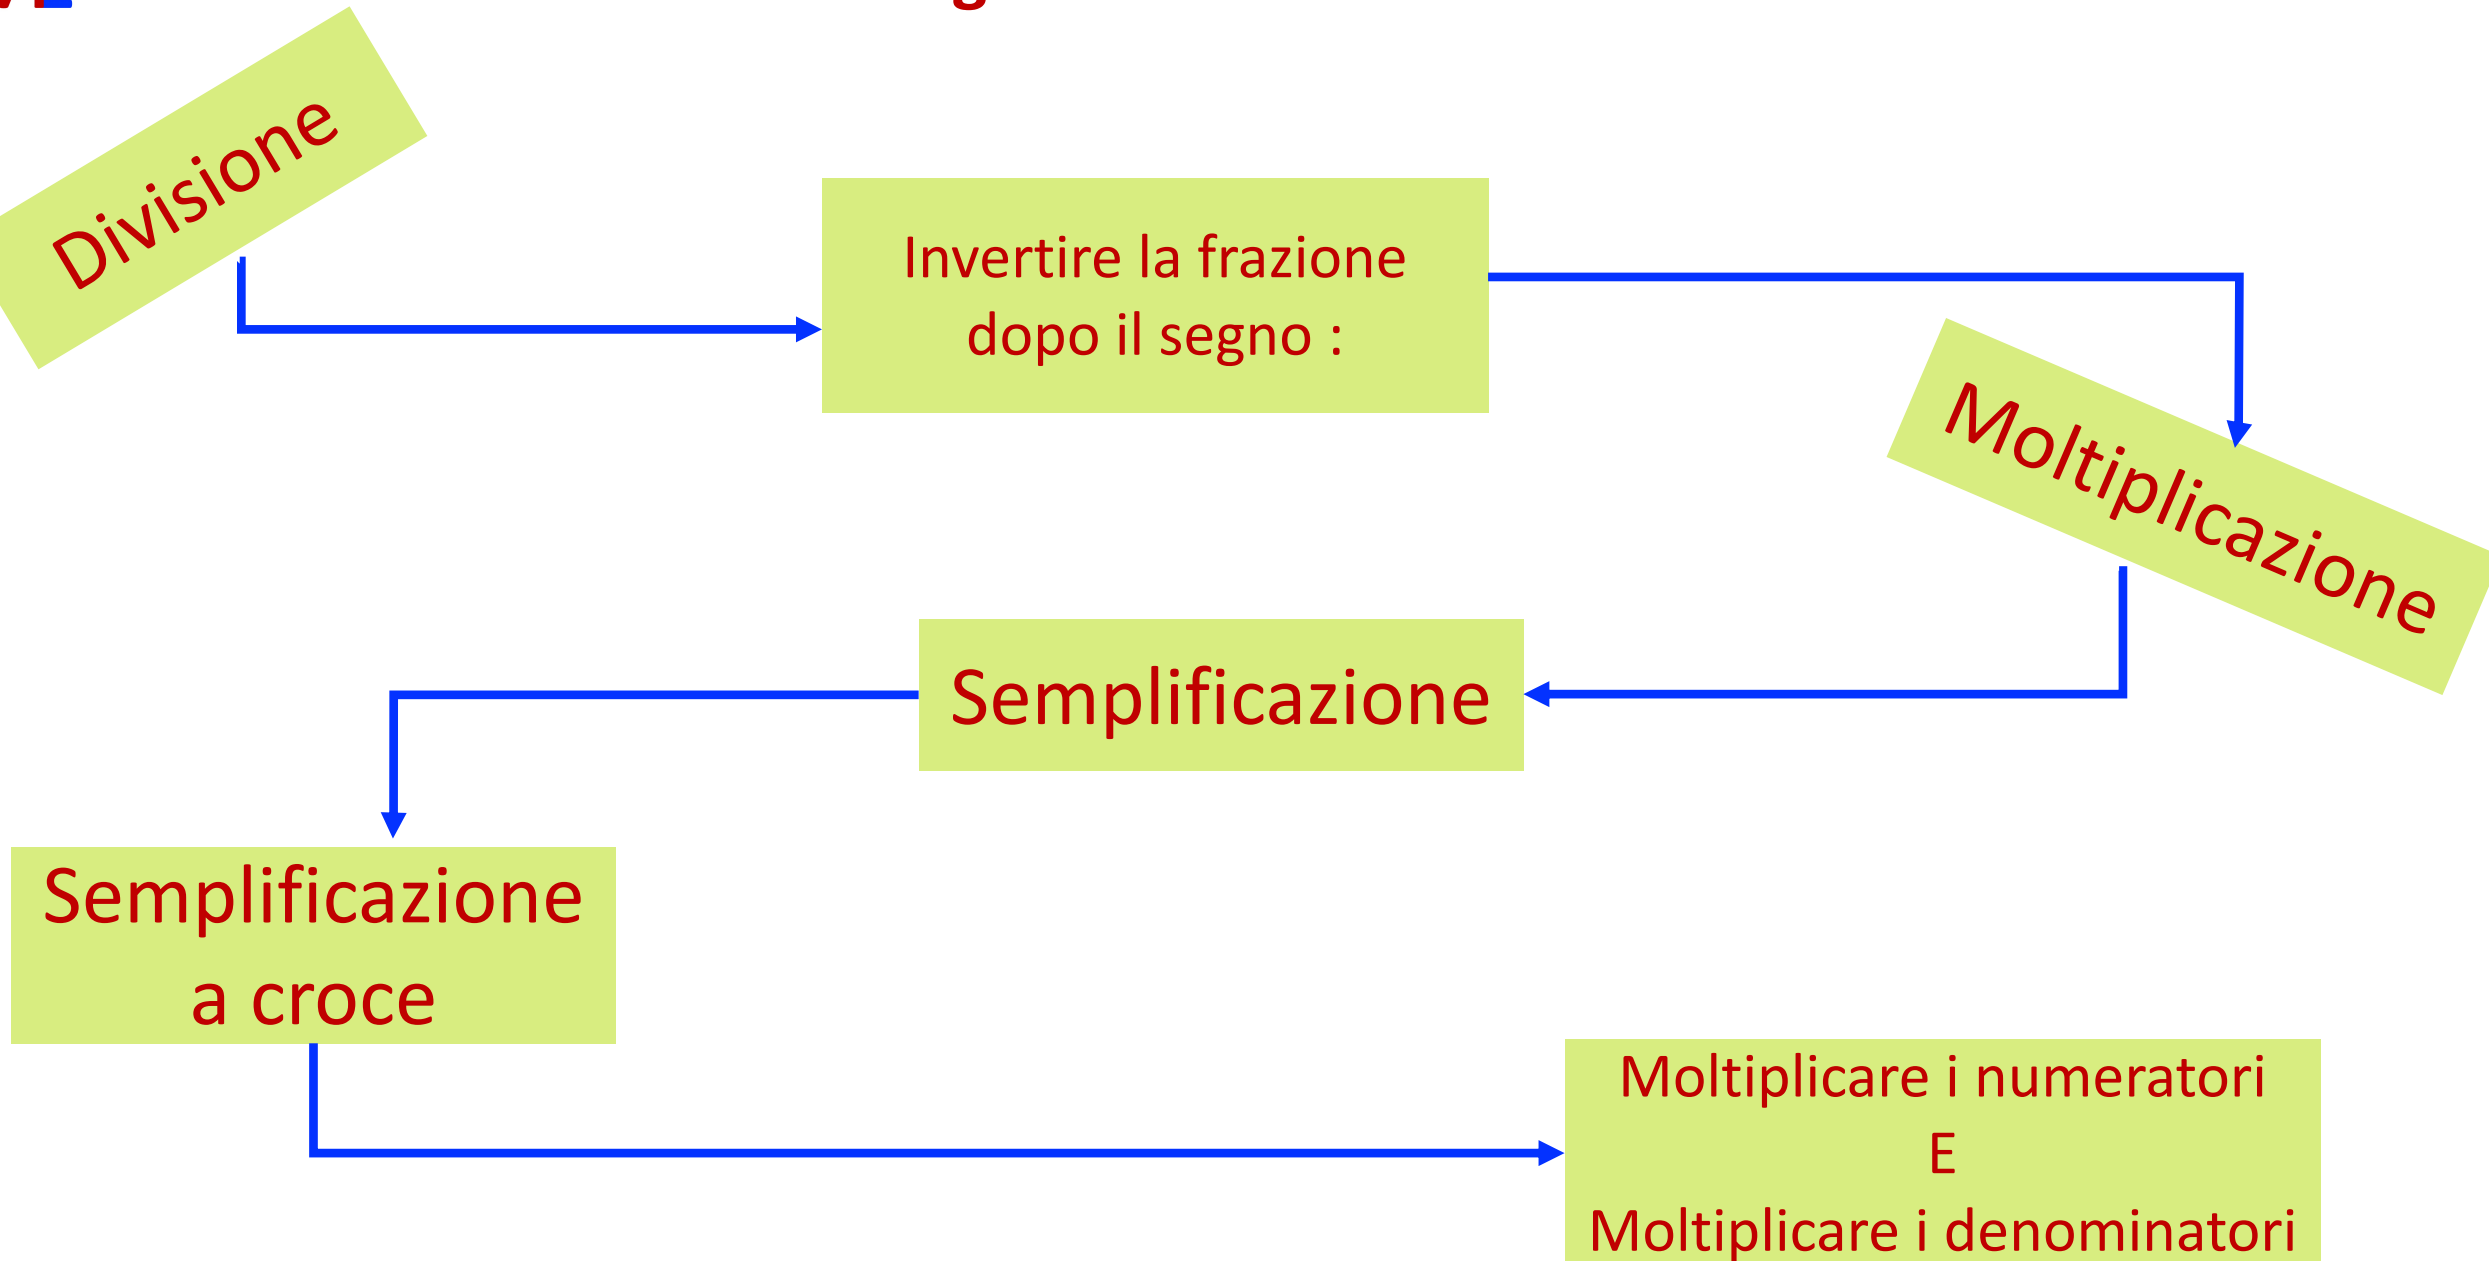 Divisione
Invertire la frazione
dopo il segno :
Moltiplicazione
Semplificazione
Semplificazione
a croce
Moltiplicare i numeratori
E
Moltiplicare i denominatori